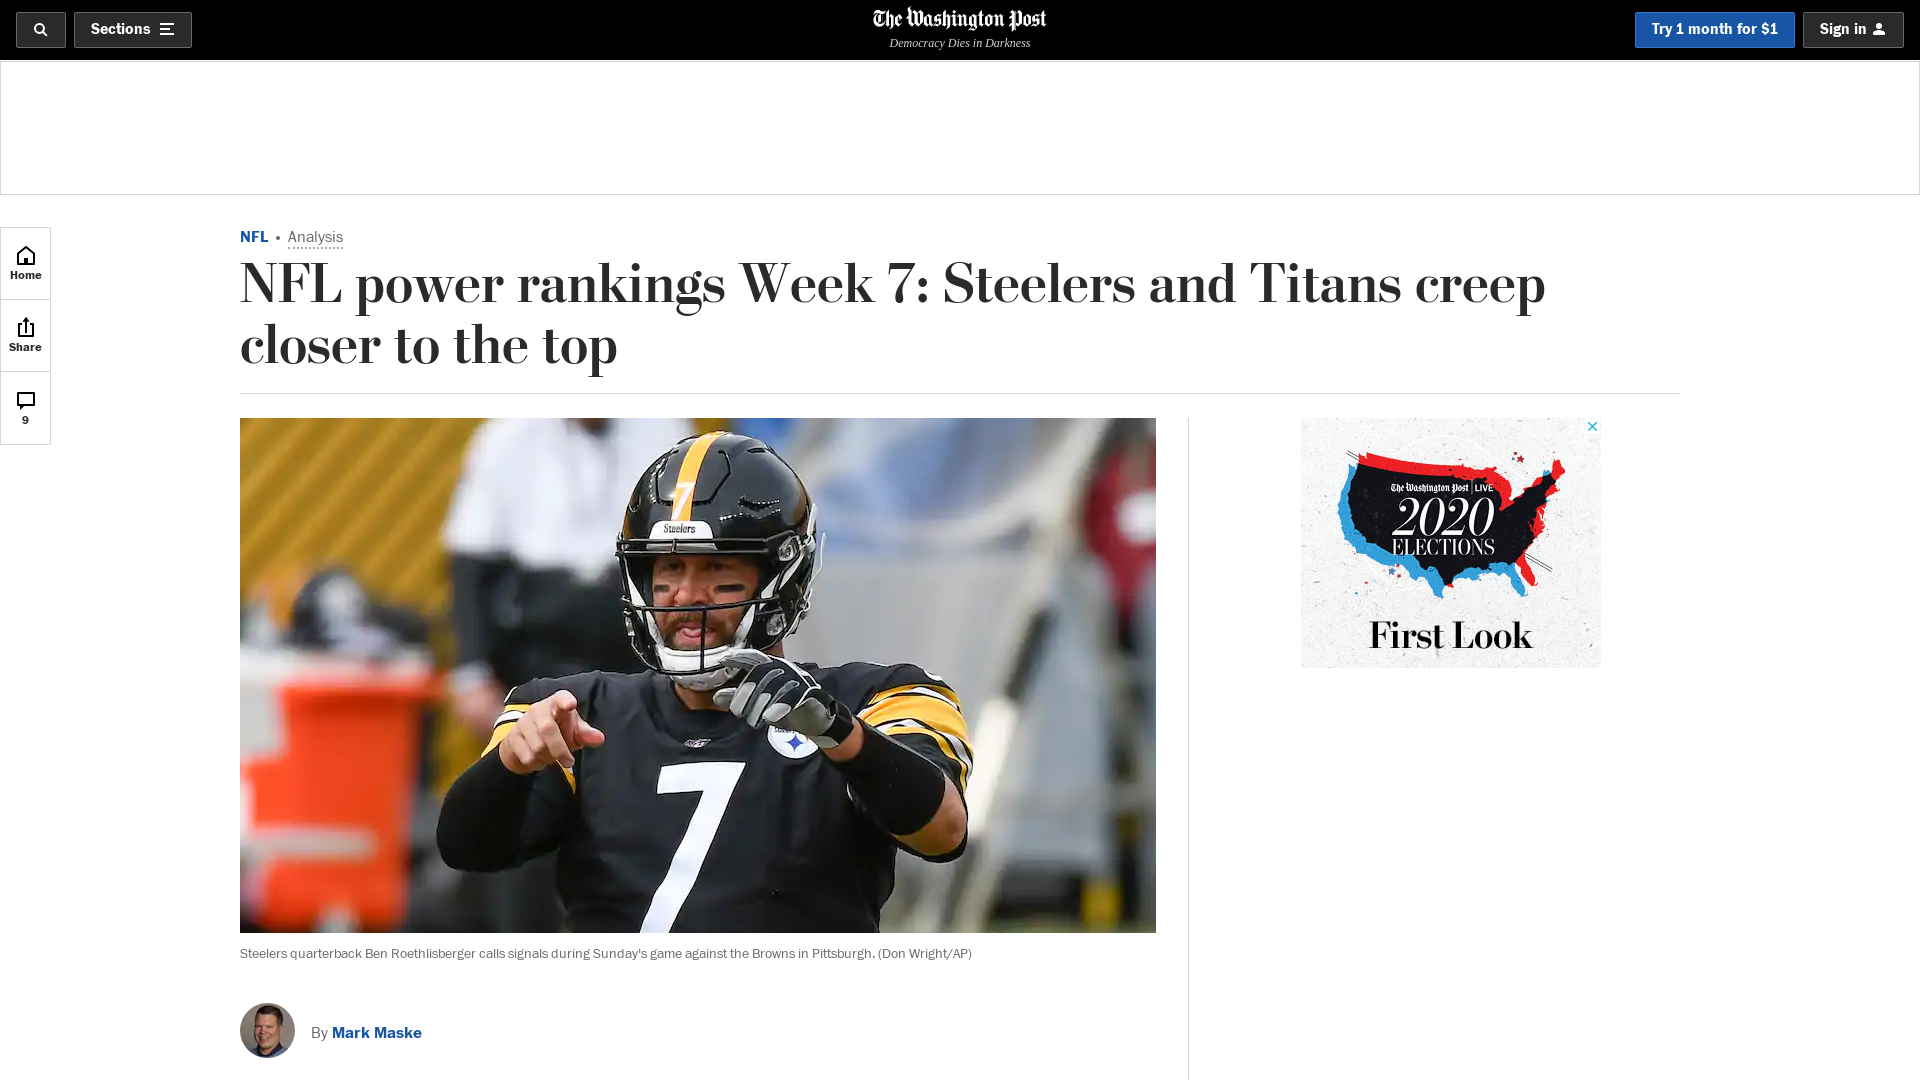 Sections
The Washington Post
Democracy Dies in Darkness
Try 1 month for $1
Sign in
Home
Share
9
NFL • Analysis
NFL power rankings Week 7: Steelers and Titans creep
closer to the top
7
Steelers
7
Steelers quarterback Ben Roethlisberger calls signals during Sunday's game against the Browns in Pittsburgh. (Don Wright/AP)
By Mark Maske
The Washington Post LIVE
2020
ELECTIONS
First Look